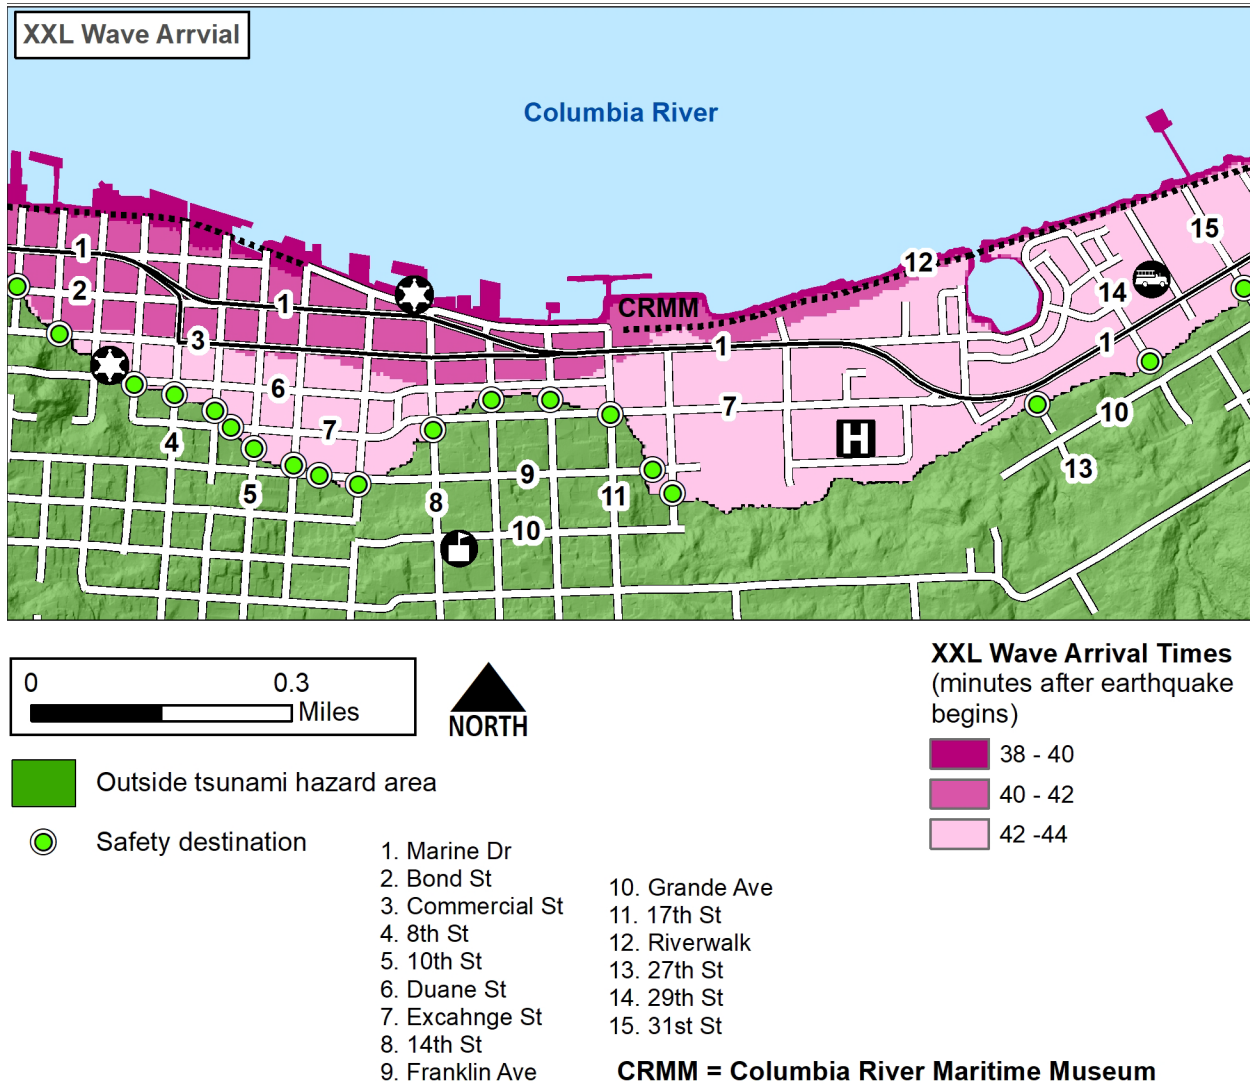 XXL Wave Arrvial
Columbia River
15
12
1
2
14
1
CRMM
3
1
1
6
7
7
10
4
H
13
9
5
8
11
10
0 0.3
Miles
NORTH
Outside tsunami hazard area
Safety destination
XXL Wave Arrival Times
(minutes after earthquake
begins)
38 - 40
40 - 42
42 -44
1. Marine Dr
2. Bond St
3. Commercial St
4. 8th St
5. 10th St
6. Duane St
7. Excahnge St
8. 14th St
9. Franklin Ave
10. Grande Ave
11. 17th St
12. Riverwalk
13. 27th St
14. 29th St
15. 31st St
CRMM = Columbia River Maritime Museum